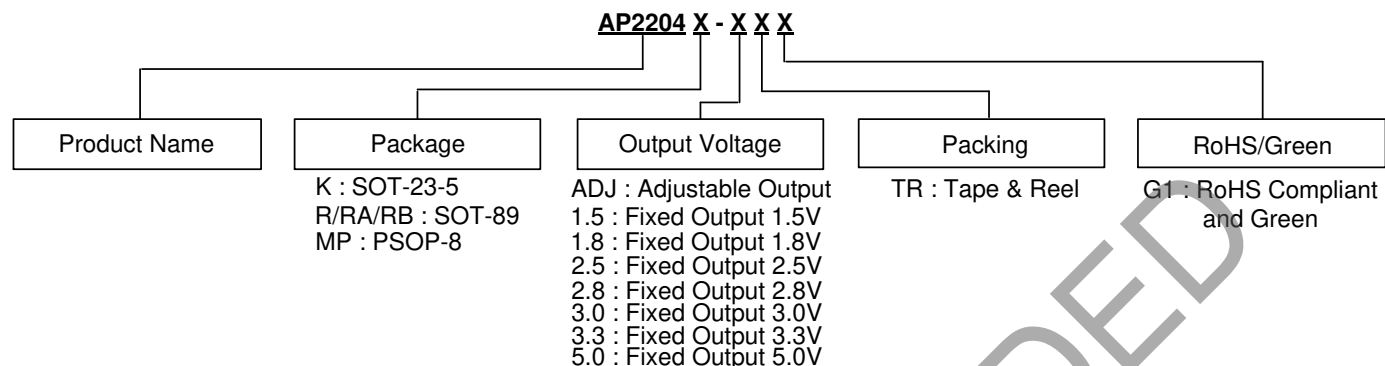 AP2204 X - X X X
Product Name
Package
Output Voltage
Packing
RoHS/Green
K : SOT-23-5
R/RA/RB : SOT-89
MP : PSOP-8
ADJ : Adjustable Output
1.5 : Fixed Output 1.5V
1.8 : Fixed Output 1.8V
2.5 : Fixed Output 2.5V
2.8 : Fixed Output 2.8V
3.0 : Fixed Output 3.0V
3.3 : Fixed Output 3.3V
5.0 : Fixed Output 5.0V
TR : Tape & Reel
G1 : RoHS Compliant
and Green
DED